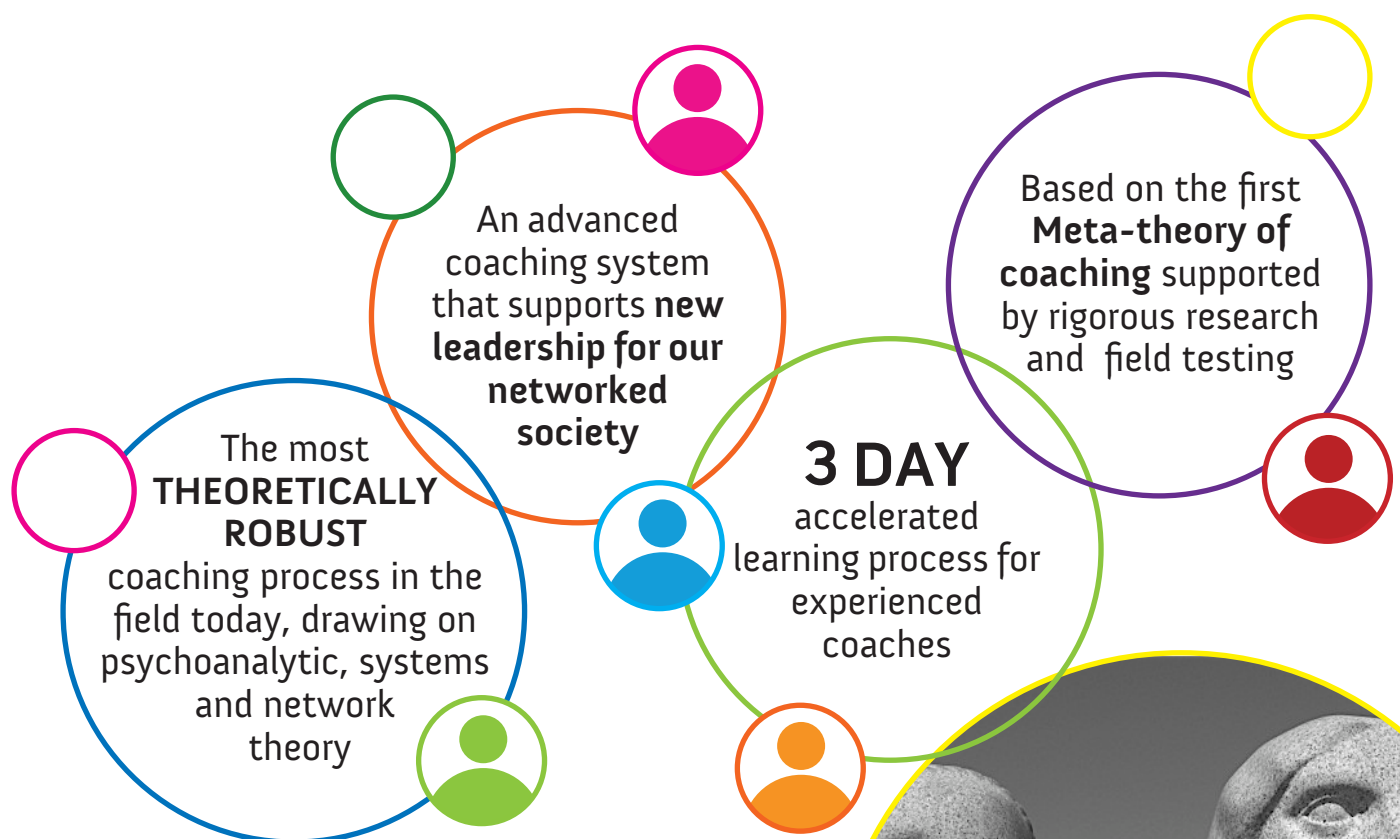 The most
THEORETICALLY
ROBUST
coaching process in the
field today, drawing on
psychoanalytic, systems
and network
theory
An advanced
coaching system
that supports new
leadership for our
networked
society
3 DAY
accelerated
learning process for
experienced
coaches
Based on the first
Meta-theory of
coaching supported
by rigorous research
and field testing